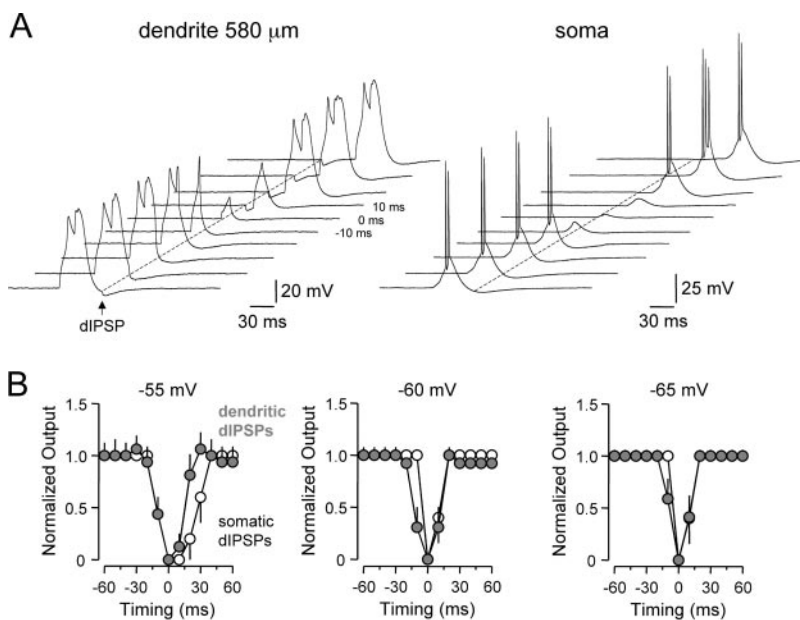 A
dendrite 580 μm
soma
10 ms
0 ms
-10 ms
20 mV
30 ms
dIPSP
25 mV
30 ms
B
-55 mV
-60 mV
-65 mV
Normalized Output
1.5
1.0
0.5
0
-60 -30 0 30 60
Timing (ms)
dendritic
dIPSPs
somatic
dIPSPs
Normalized Output
1.5
1.0
0.5
0
-60 -30 0 30 60
Timing (ms)
Normalized Output
1.5
1.0
0.5
0
-60 -30 0 30 60
Timing (ms)